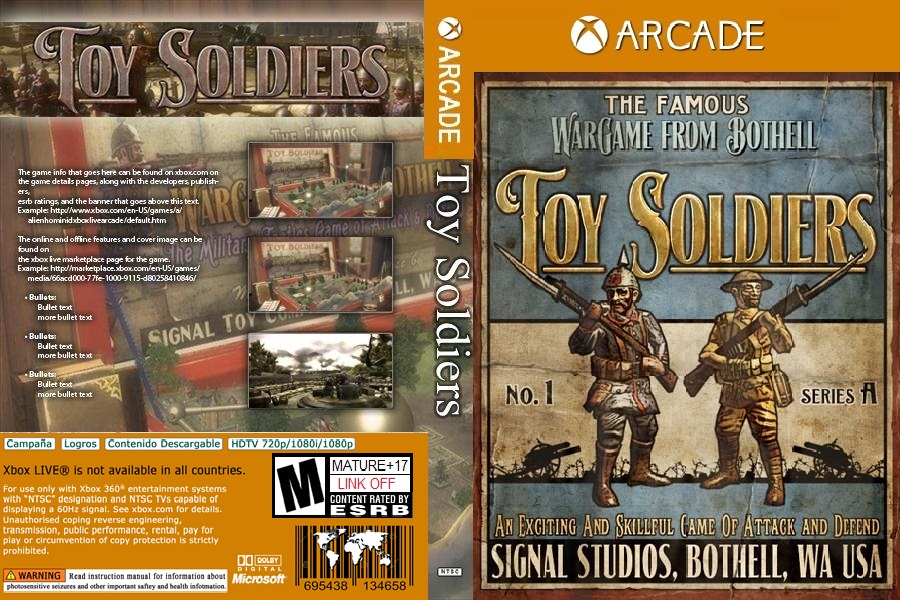 TOY SOLDIERS
The game info that goes here can be found on xbox.com on
the game details pages, along with the developers, publish-
ers,
esrb ratings, and the banner that goes above this text.
Example: http://www.xbox.com/en-US/games/a/
alienhominidxboxlivearcade/default.htm
The online and offline features and cover image can be
found on
the xbox live marketplace page for the game.
Example: http://marketplace.xbox.com/en-US/games/
media/66acd000-77fe-1000-9115-d80258410846/
• Bullets:
Bullet text
more bullet text
• Bullets:
Bullet text
more bullet text
• Bullets:
Bullet text
more bullet text
THE FAMOUS
SIGNAL TOY
TOY SOLDIERS
TOY SOLDIERS
Campaña Logros Contenido Descargable HDTV 720p/1080i/1080p
Xbox LIVE® is not available in all countries.
For use only with Xbox 360® entertainment systems
with "NTSC" designation and NTSC TVs capable of
displaying a 60Hz signal. See xbox.com for details.
Unauthorised coping reverse engineering,
transmission, public performance, rental, pay for
play or circumvention of copy protection is strictly
prohibited.
WARNING Read instruction manual for information about
photosensitive seizures and other important saftey and health information.
DOLBY
DIGITAL
Microsoft
M
MATURE+17
LINK OFF
CONTENT RATED BY
ESRB
695438 134658
ARCADE
Toy Soldiers
NTSC
ARCADE
THE FAMOUS
WARGAME FROM BOTHELL
TOY SOLDIERS
NO. 1
SERIES A
AN EXCITING AND SKILLFUL GAME OF ATTACK AND DEFEND
SIGNAL STUDIOS, BOTHELL, WA USA